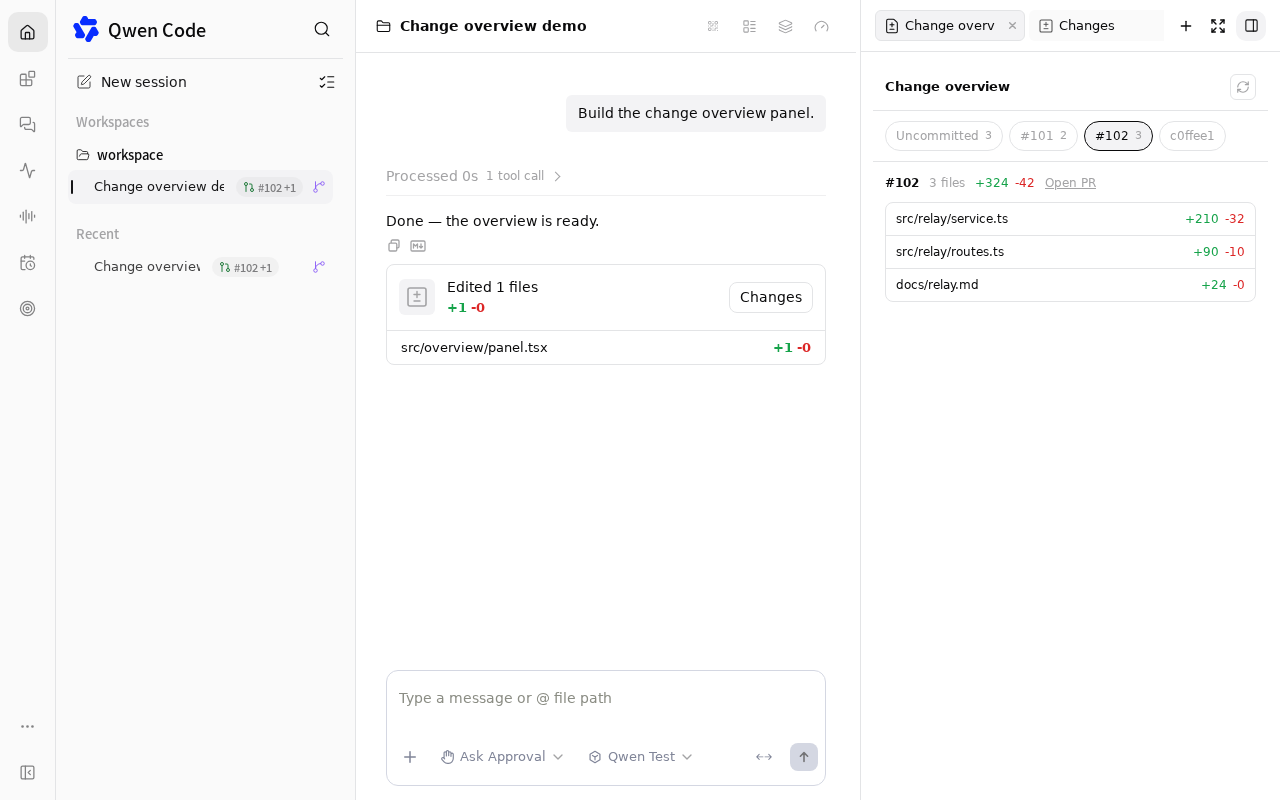 Qwen Code
New session
Workspaces
workspace
Change overview de
#102 +1
Recent
Change overview
#102 +1
Change overview demo
Build the change overview panel.
Processed 0s 1 tool call
Done — the overview is ready.
Edited 1 files
+1 -0
Changes
src/overview/panel.tsx +1 -0
Type a message or @ file path
Ask Approval
Qwen Test
Change overv
Changes
Change overview
Uncommitted 3 #101 2 #102 3 c0ffee1
#102 3 files +324 -42 Open PR
src/relay/service.ts +210 -32
src/relay/routes.ts +90 -10
docs/relay.md +24 -0